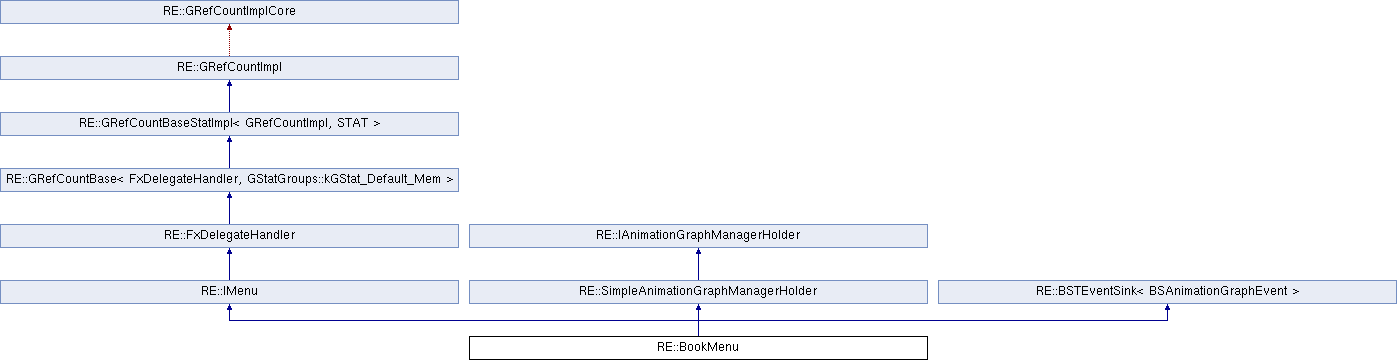 RE::GRefCountImplCore
RE::GRefCountImpl
RE::GRefCountBaseStatImpl< GRefCountImpl, STAT >
RE::GRefCountBase< FxDelegateHandler, GStatGroups::kGStat_Default_Mem >
RE::FxDelegateHandler
RE::IAnimationGraphManagerHolder
RE::IMenu
RE::SimpleAnimationGraphManagerHolder
RE::BSTEventSink< BSAnimationGraphEvent >
RE::BookMenu